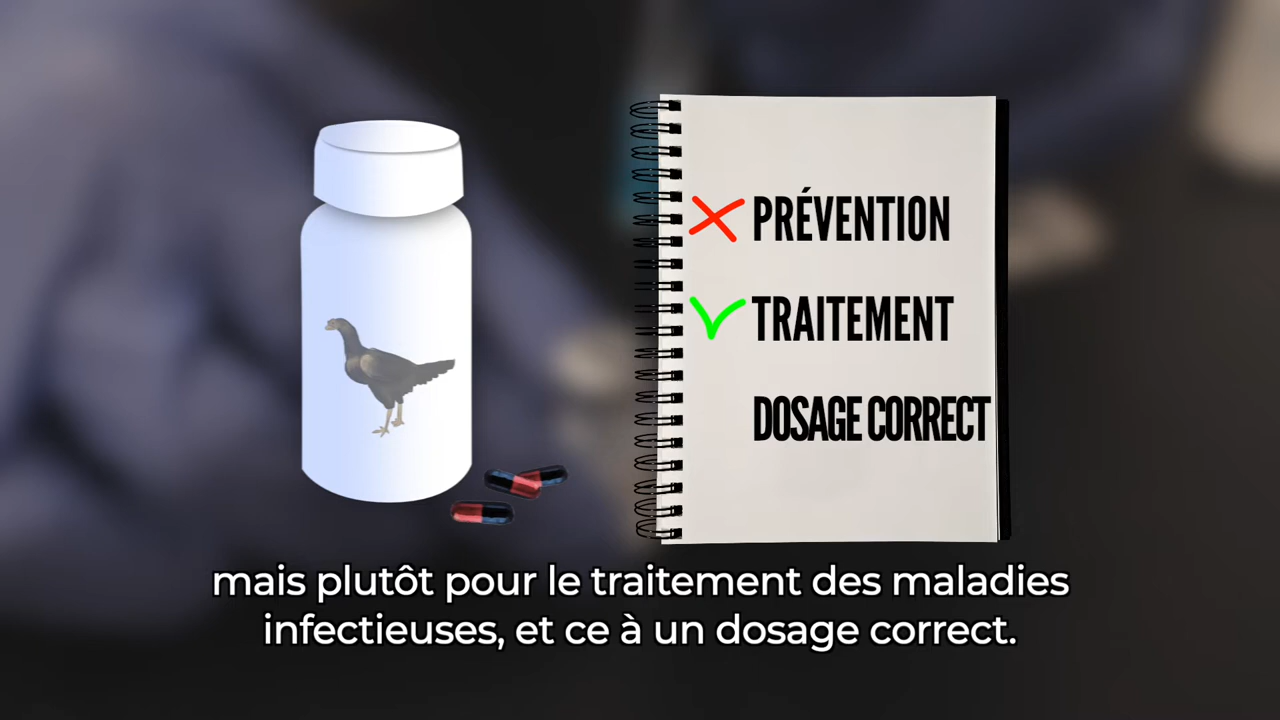 PRÉVENTION
TRAITEMENT
DOSAGE CORRECT
mais plutôt pour le traitement des maladies
infectieuses, et ce à un dosage correct.